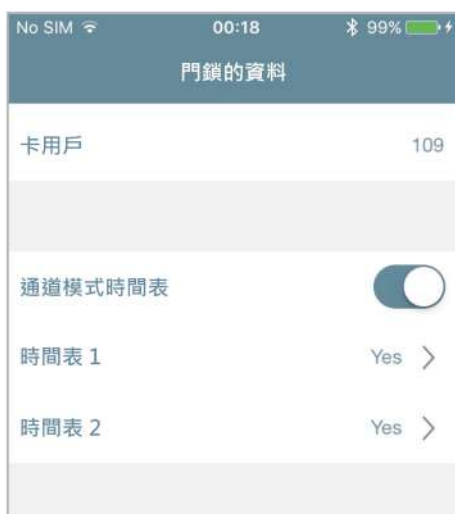 No SIM 00:18 99%
門鎖的資料
卡用戶 109
通道模式時間表
時間表 1 Yes
時間表 2 Yes